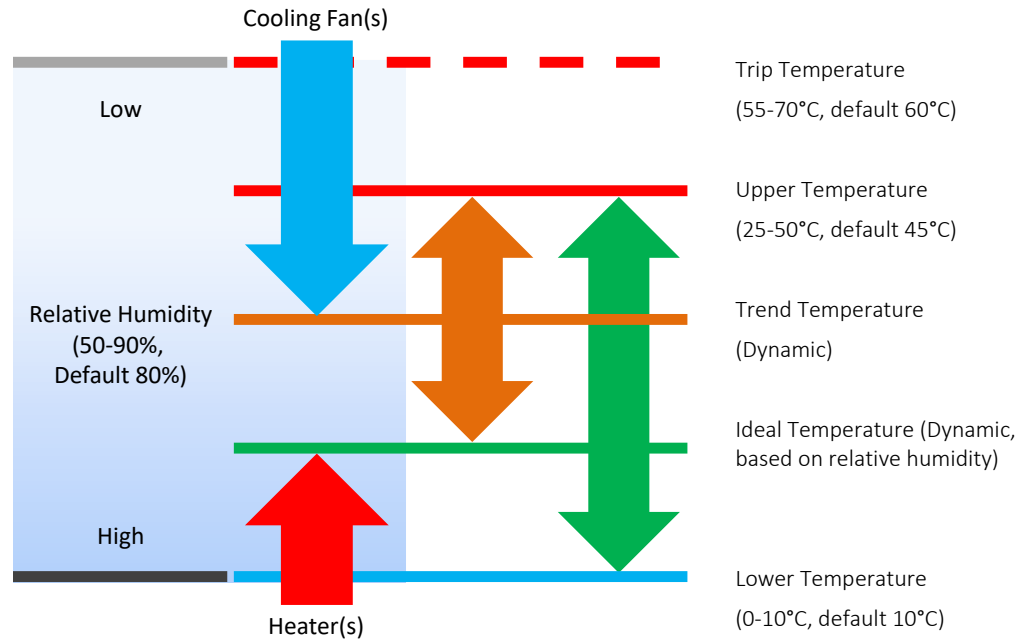 Cooling Fan(s)
Low
Relative Humidity
(50-90%,
Default 80%)
High
Heater(s)
Trip Temperature
(55-70°C, default 60°C)
Upper Temperature
(25-50°C, default 45°C)
Trend Temperature
(Dynamic)
Ideal Temperature (Dynamic,
based on relative humidity)
Lower Temperature
(0-10°C, default 10°C)